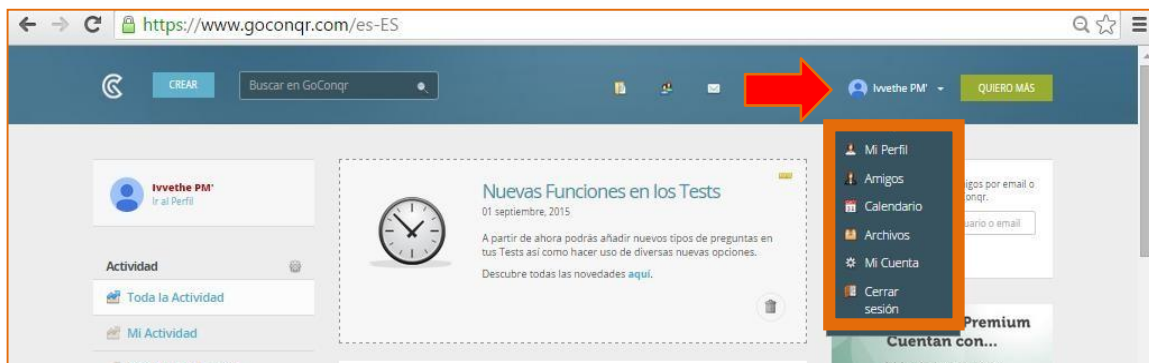 https://www.goconqr.com/es-ES
CREAR
Buscar en GoConqr
Ivvethe PM'
QUIERO MÁS
Mi Perfil
Amigos
Calendario
Archivos
Mi Cuenta
Cerrar
sesión
Ivvethe PM'
Ir al Perfil
Actividad
Toda la Actividad
Mi Actividad
Nuevas Funciones en los Tests
01 septiembre, 2015
A partir de ahora podrás añadir nuevos tipos de preguntas en
tus Tests así como hacer uso de diversas nuevas opciones.
Descubre todas las novedades aquí.
por email o
o email
Premium
Cuentan con...